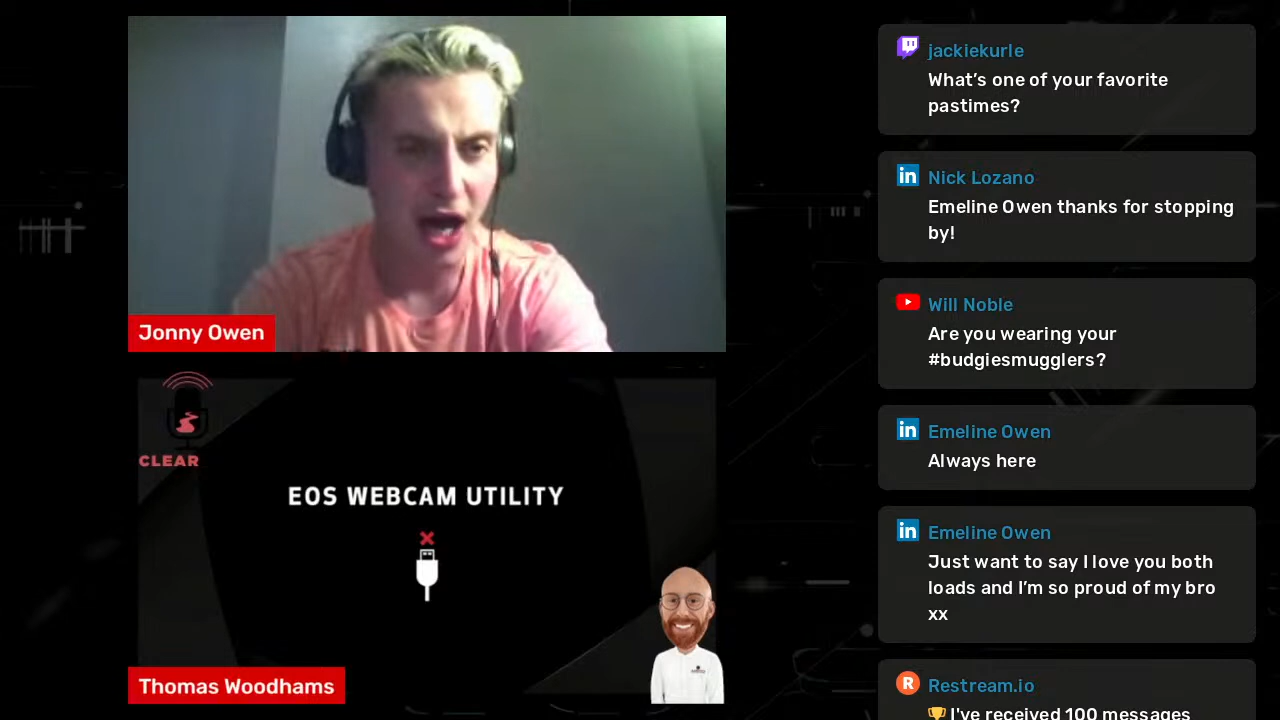 Jonny Owen
CLEAR
EOS WEBCAM UTILITY
Thomas Woodhams
jackiekurle
What's one of your favorite
pastimes?
Nick Lozano
Emeline Owen thanks for stopping
by!
Will Noble
Are you wearing your
#budgiesmugglers?
Emeline Owen
Always here
Emeline Owen
Just want to say I love you both
loads and I'm so proud of my bro
xx
Restream.io
🏆 I've received 100 messages